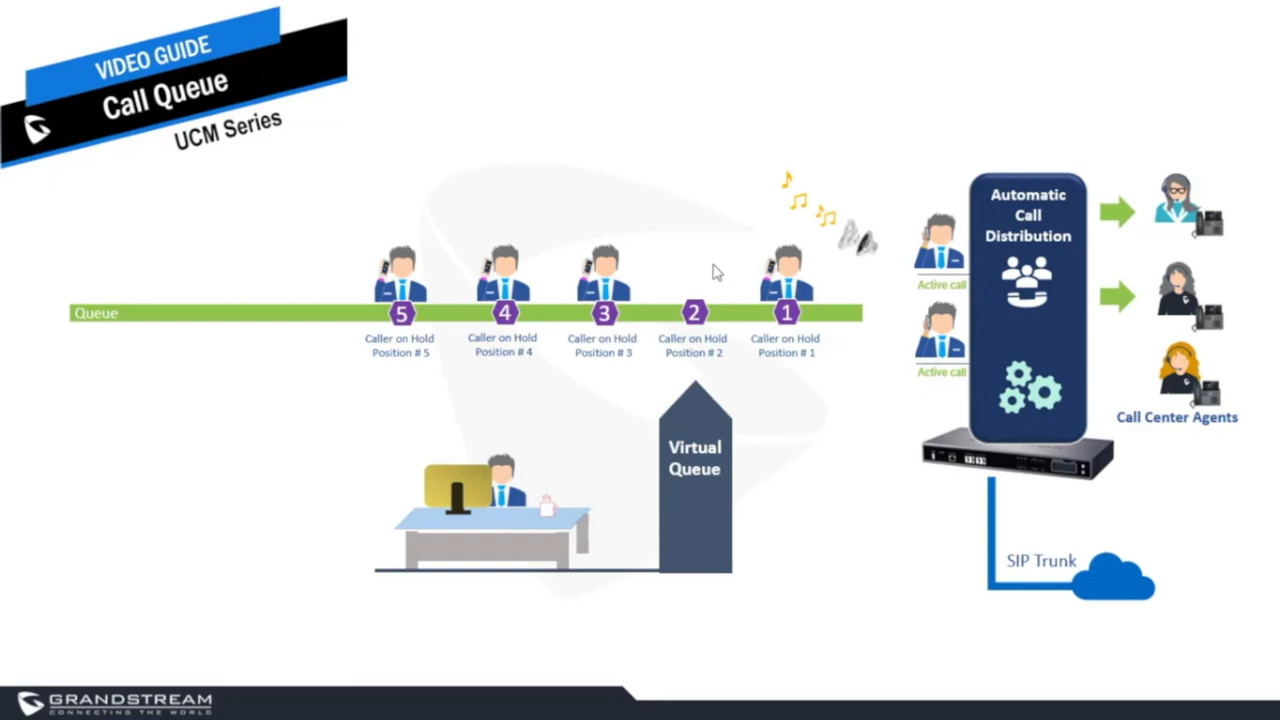 VIDEO GUIDE
Call Queue
UCM Series
Queue
5
4
3
2
1
Caller on Hold
Position # 5
Caller on Hold
Position # 4
Caller on Hold
Position # 3
Caller on Hold
Position # 2
Caller on Hold
Position # 1
Virtual
Queue
Active call
Active call
Automatic
Call
Distribution
Call Center Agents
SIP Trunk
GRANDSTREAM
CONNECTING THE WORLD